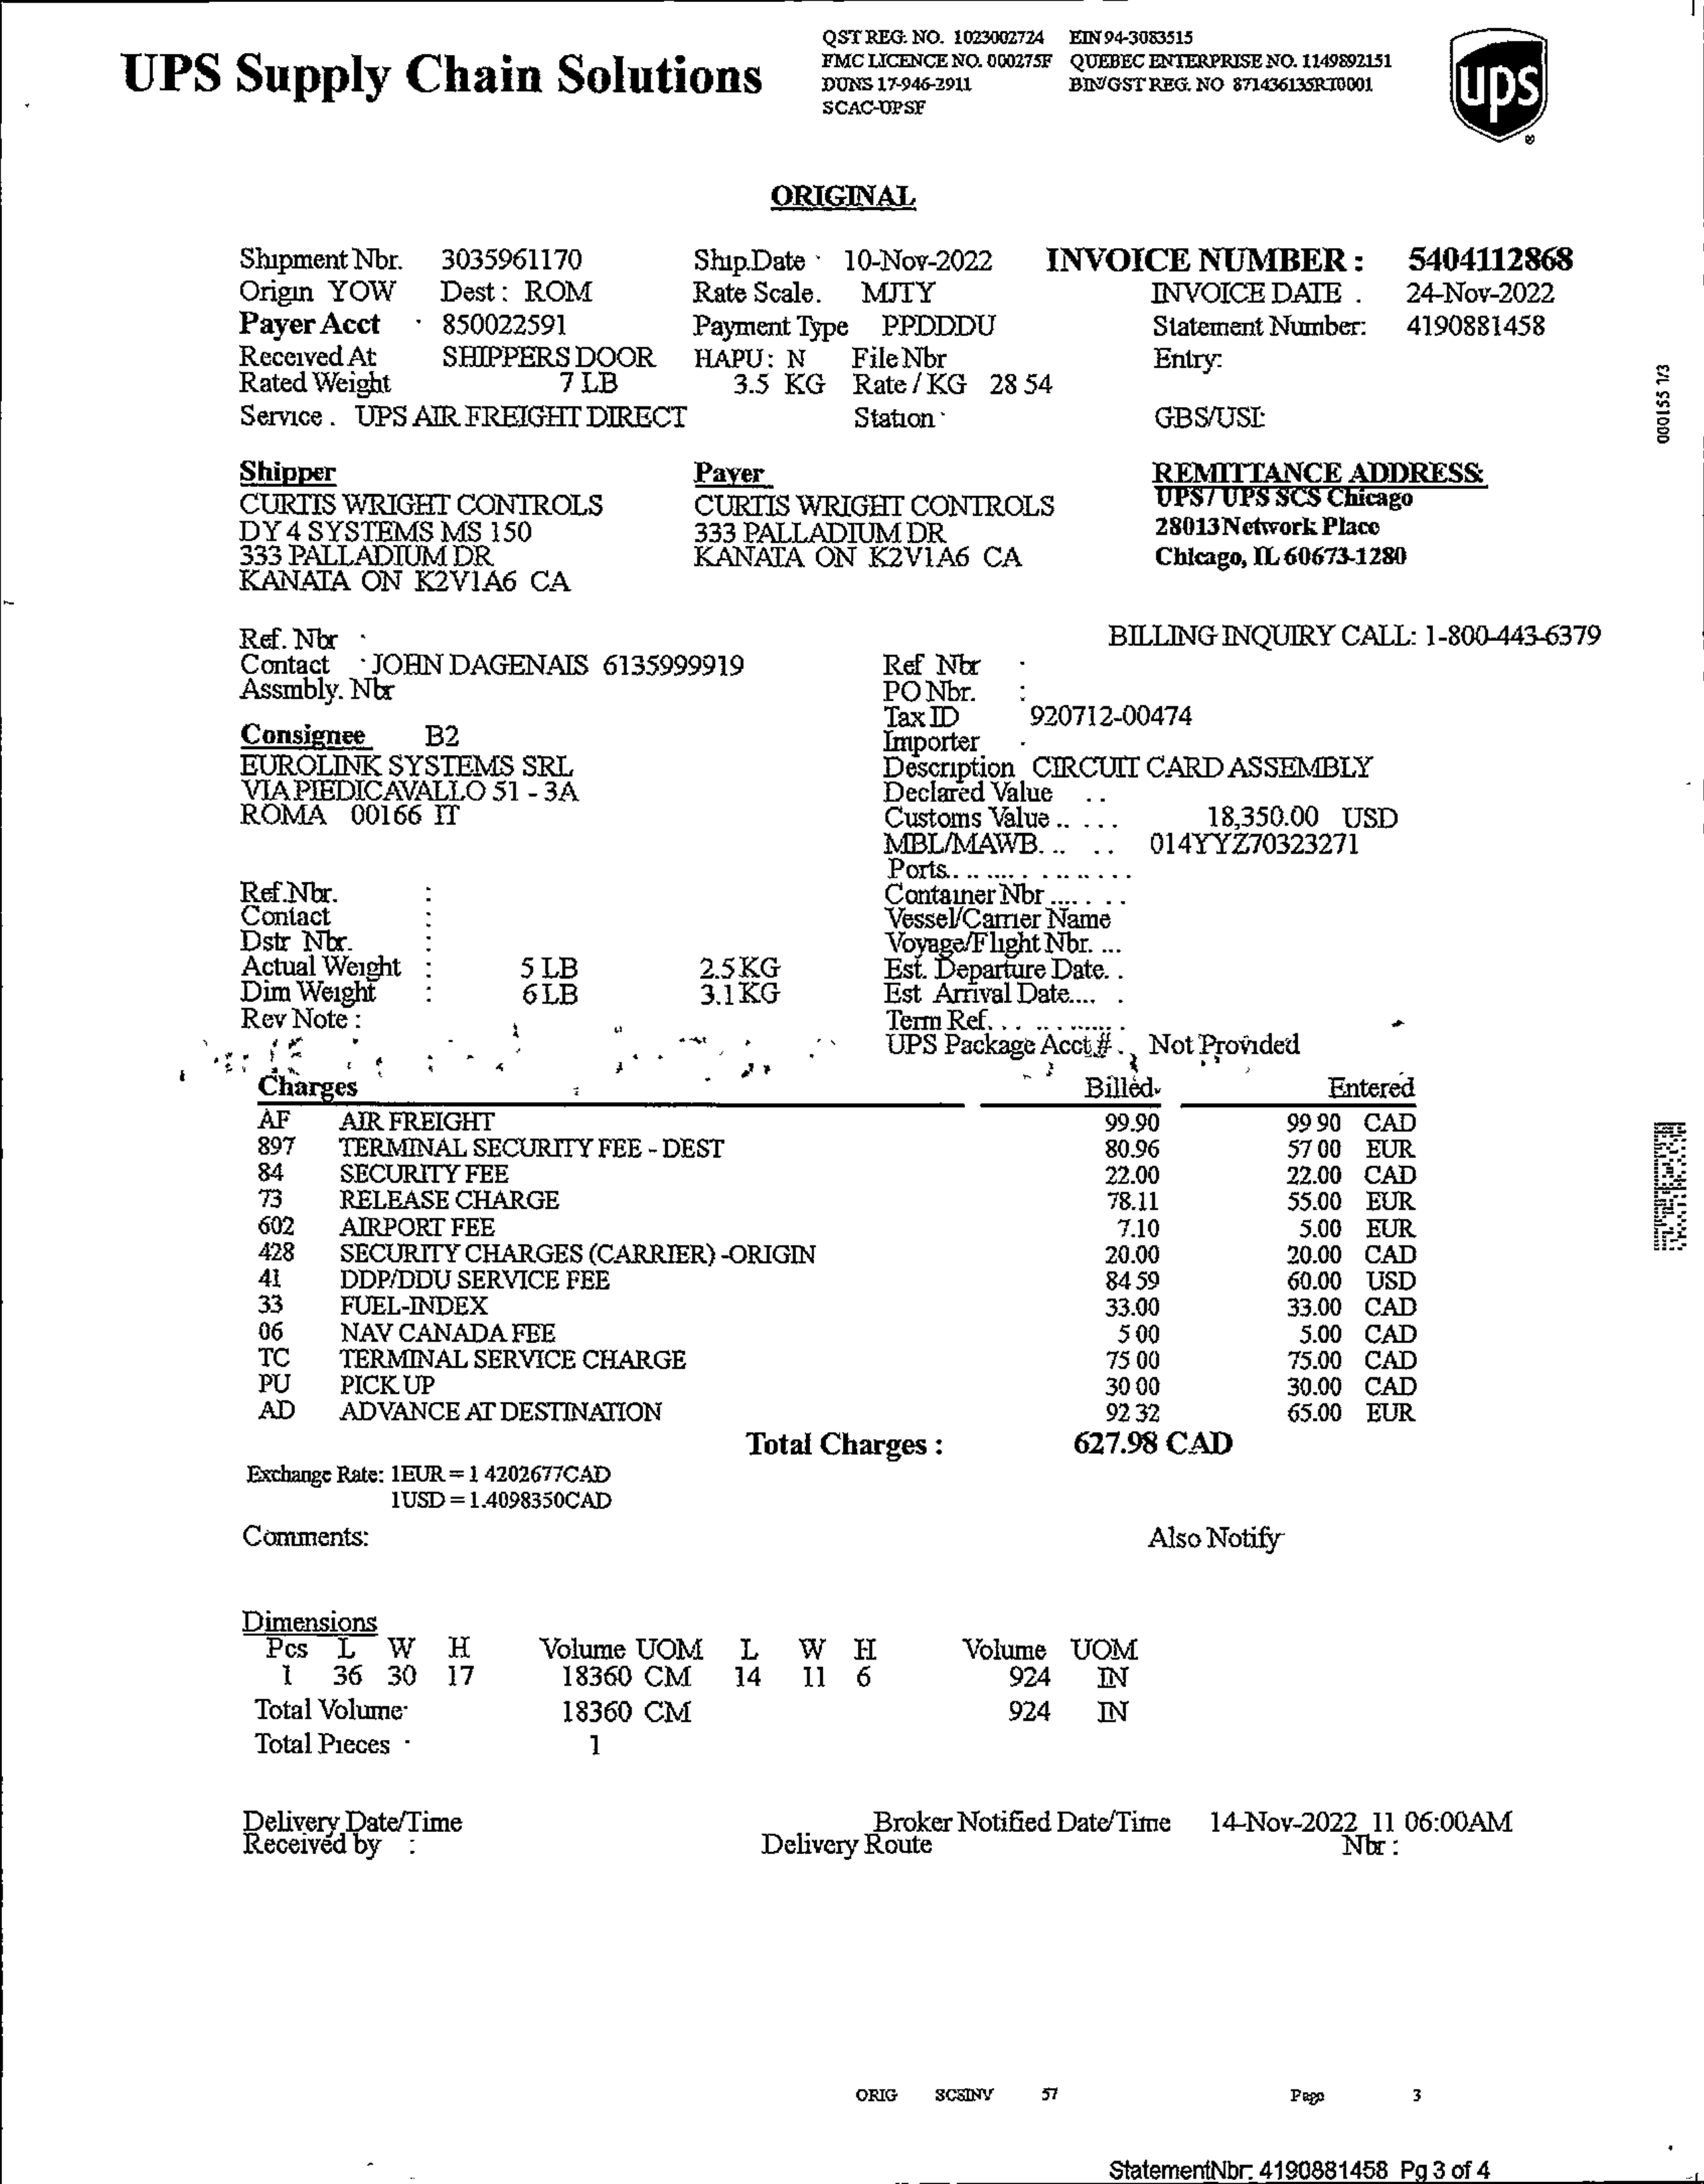 UPS Supply Chain Solutions
QST REG. NO. 1023002724 EIN 94-3083515
FMC LICENCE NO. 000275F QUEBEC ENTERPRISE NO. 1149892151
DUNS 17-946-2911 BIN/GST REG. NO 871436135RT0001
SCAC-UPSF
ups
ORIGINAL
Shipment Nbr. 3035961170 Ship.Date 10-Nov-2022 INVOICE NUMBER : 5404112868
Origin YOW Dest : ROM Rate Scale. MJTY INVOICE DATE . 24-Nov-2022
Payer Acct 850022591 Payment Type PPDDDU Statement Number: 4190881458
Received At SHIPPERS DOOR HAPU: N File Nbr Entry:
Rated Weight 7 LB 3.5 KG Rate / KG 28 54
Service . UPS AIR FREIGHT DIRECT Station GBS/USI:
000155 1/3
Shipper Payer REMITTANCE ADDRESS:
CURTIS WRIGHT CONTROLS CURTIS WRIGHT CONTROLS UPS / UPS SCS Chicago
DY 4 SYSTEMS MS 150 333 PALLADIUM DR 28013 Network Place
333 PALLADIUM DR KANATA ON K2V1A6 CA Chicago, IL 60673-1280
KANATA ON K2V1A6 CA
Ref. Nbr BILLING INQUIRY CALL: 1-800-443-6379
Contact JOHN DAGENAIS 6135999919 Ref Nbr
Assmbly. Nbr PO Nbr. :
Tax ID 920712-00474
Consignee B2 Importer
EUROLINK SYSTEMS SRL Description CIRCUIT CARD ASSEMBLY
VIA PIEDICAVALLO 51 - 3A Declared Value ..
ROMA 00166 IT Customs Value .. ... 18,350.00 USD
MBL/MAWB. .. .. 014YYZ70323271
Ports.. .. ... . .. . . .
Ref.Nbr. : Container Nbr .... . . .
Contact : Vessel/Carrier Name
Dstr Nbr. : Voyage/Flight Nbr. ...
Actual Weight : 5 LB 2.5 KG Est. Departure Date. .
Dim Weight : 6 LB 3.1 KG Est Arrival Date.... .
Rev Note : Term Ref. . . .. ....... .
UPS Package Acct # . Not Provided
Charges Billed Entered
AF AIR FREIGHT 99.90 99 90 CAD
897 TERMINAL SECURITY FEE - DEST 80.96 57 00 EUR
84 SECURITY FEE 22.00 22.00 CAD
73 RELEASE CHARGE 78.11 55.00 EUR
602 AIRPORT FEE 7.10 5.00 EUR
428 SECURITY CHARGES (CARRIER) -ORIGIN 20.00 20.00 CAD
41 DDP/DDU SERVICE FEE 84 59 60.00 USD
33 FUEL-INDEX 33.00 33.00 CAD
06 NAV CANADA FEE 5 00 5.00 CAD
TC TERMINAL SERVICE CHARGE 75 00 75.00 CAD
PU PICK UP 30 00 30.00 CAD
AD ADVANCE AT DESTINATION 92 32 65.00 EUR
Total Charges : 627.98 CAD
Exchange Rate: 1EUR = 1 4202677CAD
1USD = 1.4098350CAD
Comments: Also Notify
Dimensions
Pcs L W H Volume UOM L W H Volume UOM
1 36 30 17 18360 CM 14 11 6 924 IN
Total Volume 18360 CM 924 IN
Total Pieces 1
Delivery Date/Time Broker Notified Date/Time 14-Nov-2022 11 06:00AM
Received by : Delivery Route Nbr :
ORIG SCSINV 57 Page 3
StatementNbr: 4190881458 Pg 3 of 4